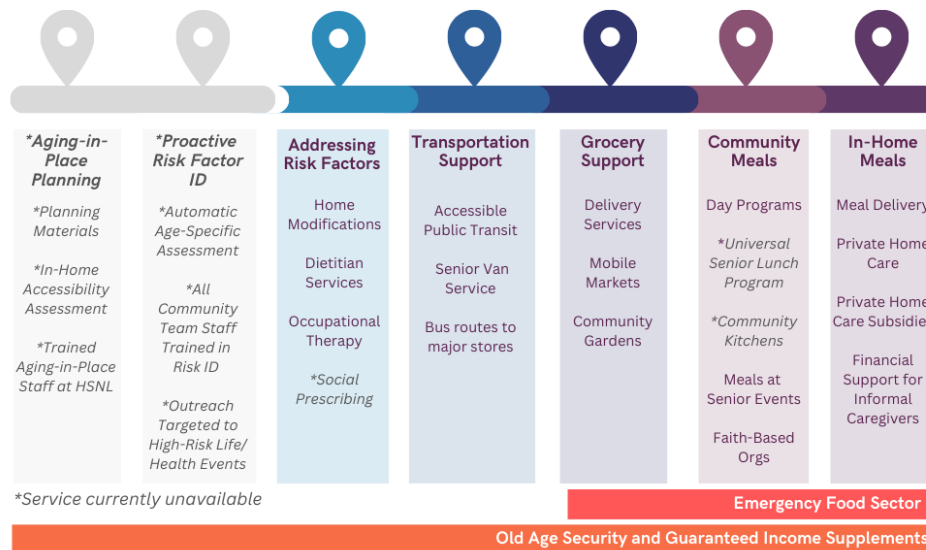 *Aging-in-
Place
Planning
*Planning
Materials
*In-Home
Accessibility
Assessment
*Trained
Aging-in-Place
Staff at HSNL
*Proactive
Risk Factor
ID
*Automatic
Age-Specific
Assessment
*All
Community
Team Staff
Trained in
Risk ID
*Outreach
Targeted to
High-Risk Life/
Health Events
Addressing
Risk Factors
Home
Modifications
Dietitian
Services
Occupational
Therapy
*Social
Prescribing
Transportation
Support
Accessible
Public Transit
Senior Van
Service
Bus routes to
major stores
Grocery
Support
Delivery
Services
Mobile
Markets
Community
Gardens
Community
Meals
Day Programs
*Universal
Senior Lunch
Program
*Community
Kitchens
Meals at
Senior Events
Faith-Based
Orgs
In-Home
Meals
Meal Delivery
Private Home
Care
Private Home
Care Subsidie
Financial
Support for
Informal
Caregivers
*Service currently unavailable
Emergency Food Sector
Old Age Security and Guaranteed Income Supplements